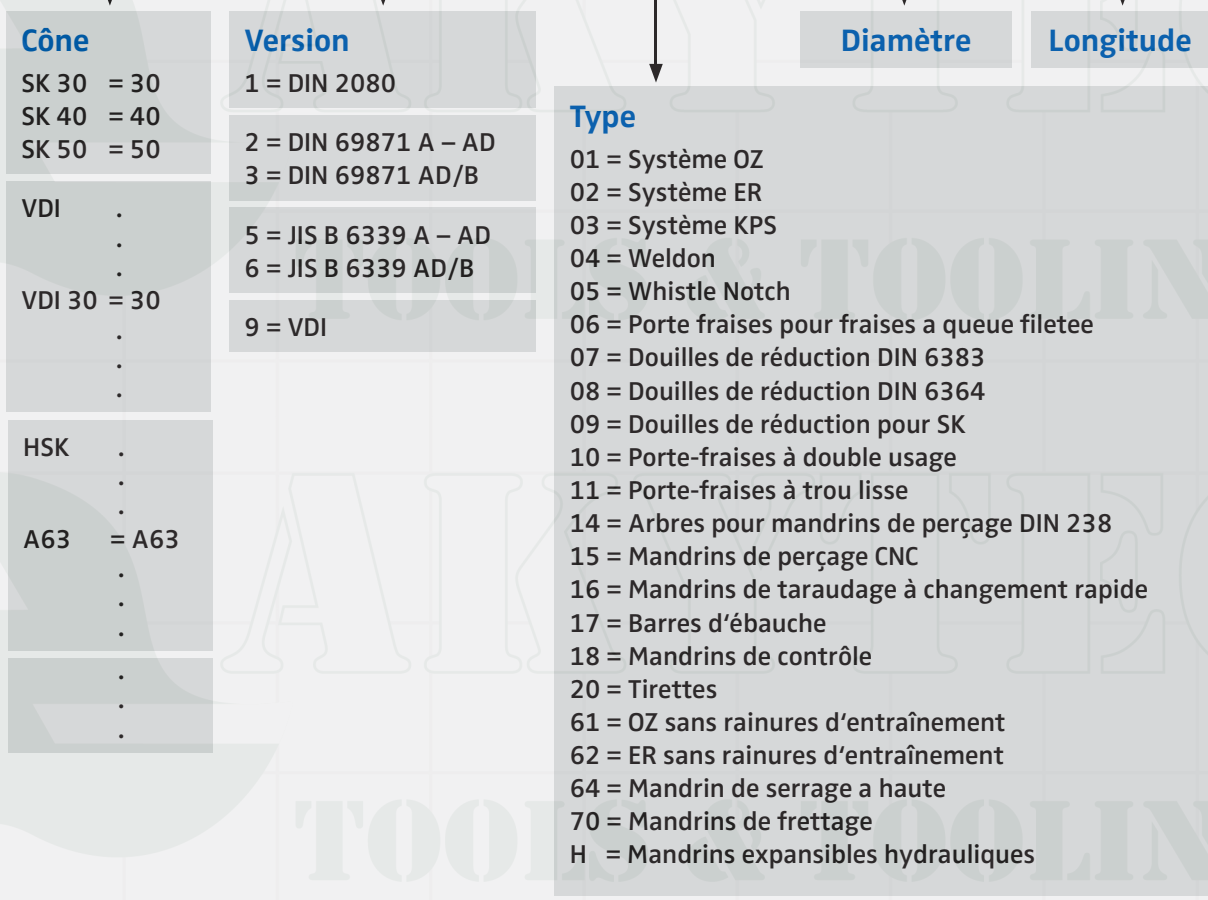 Cône
SK 30 = 30
SK 40 = 40
SK 50 = 50
VDI .
.
.
VDI 30 = 30
.
.
.
HSK .
.
.
A63 = A63
.
.
.
.
.
.
Version
1 = DIN 2080
2 = DIN 69871 A – AD
3 = DIN 69871 AD/B
5 = JIS B 6339 A – AD
6 = JIS B 6339 AD/B
9 = VDI
Diamètre
Longitude
Type
01 = Système OZ
02 = Système ER
03 = Système KPS
04 = Weldon
05 = Whistle Notch
06 = Porte fraises pour fraises a queue filetee
07 = Douilles de réduction DIN 6383
08 = Douilles de réduction DIN 6364
09 = Douilles de réduction pour SK
10 = Porte-fraises à double usage
11 = Porte-fraises à trou lisse
14 = Arbres pour mandrins de perçage DIN 238
15 = Mandrins de perçage CNC
16 = Mandrins de taraudage à changement rapide
17 = Barres d‘ébauche
18 = Mandrins de contrôle
20 = Tirettes
61 = OZ sans rainures d‘entraînement
62 = ER sans rainures d‘entraînement
64 = Mandrin de serrage a haute
70 = Mandrins de frettage
H = Mandrins expansibles hydrauliques
AKYTEC
TOOLS & TOOLIN
AKYTEC
TOOLS & TOOLIN